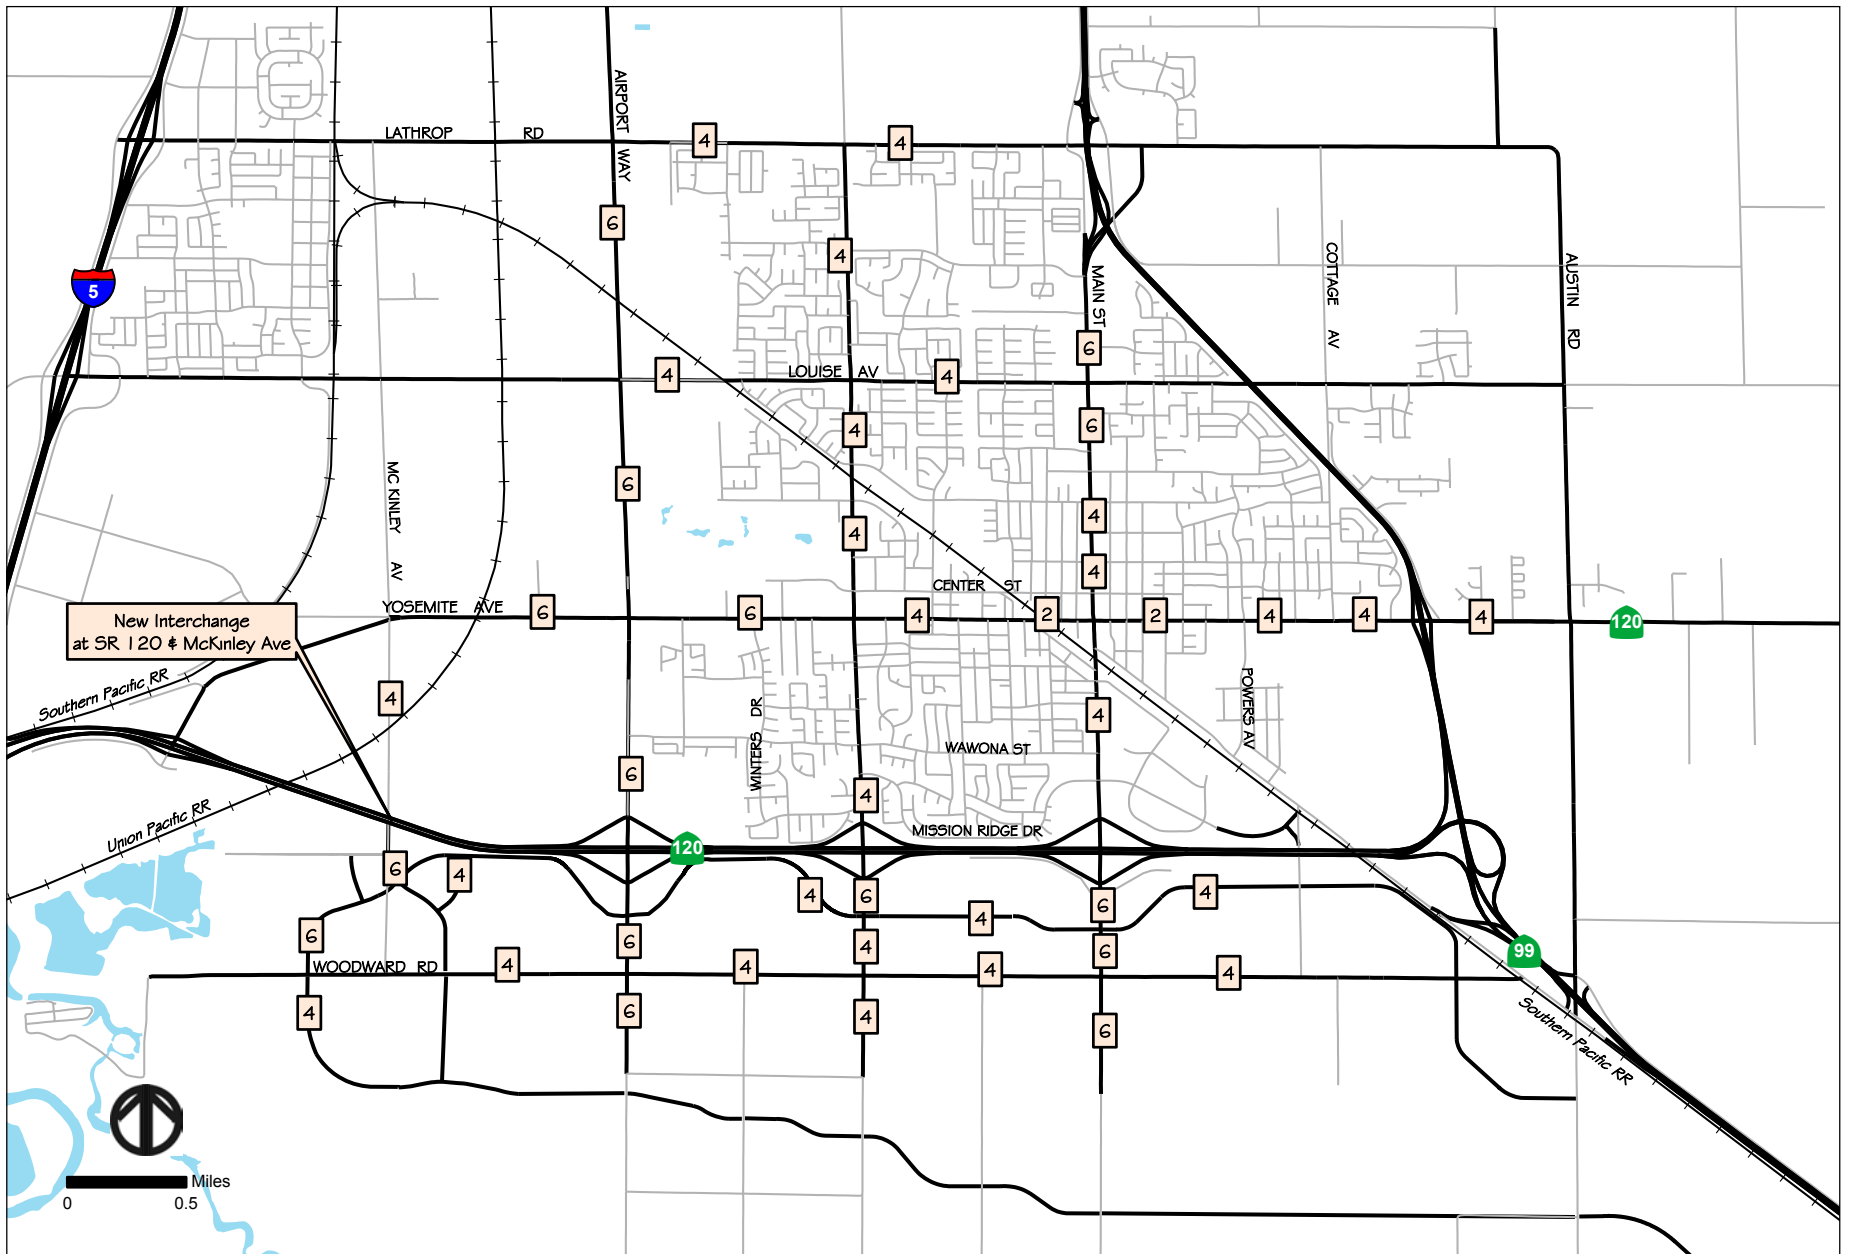 AIRPORT WAY
LATHROP RD
4
4
6
4
5
MAIN ST
COTTAGE AV
AUSTIN RD
6
4
LOUISE AV
4
6
4
MC KINLEY AV
6
4
4
4
CENTER ST
YOSEMITE AVE
6
6
4
2
2
4
4
4
120
New Interchange
at SR 120 & McKinley Ave
Southern Pacific RR
4
WINTERS DR
POWERS AV
4
WAWONA ST
6
4
Union Pacific RR
MISSION RIDGE DR
120
6
4
4
6
4
6
4
6
6
4
6
99
WOODWARD RD
4
4
4
4
4
6
4
6
Southern Pacific RR
Miles
0 0.5